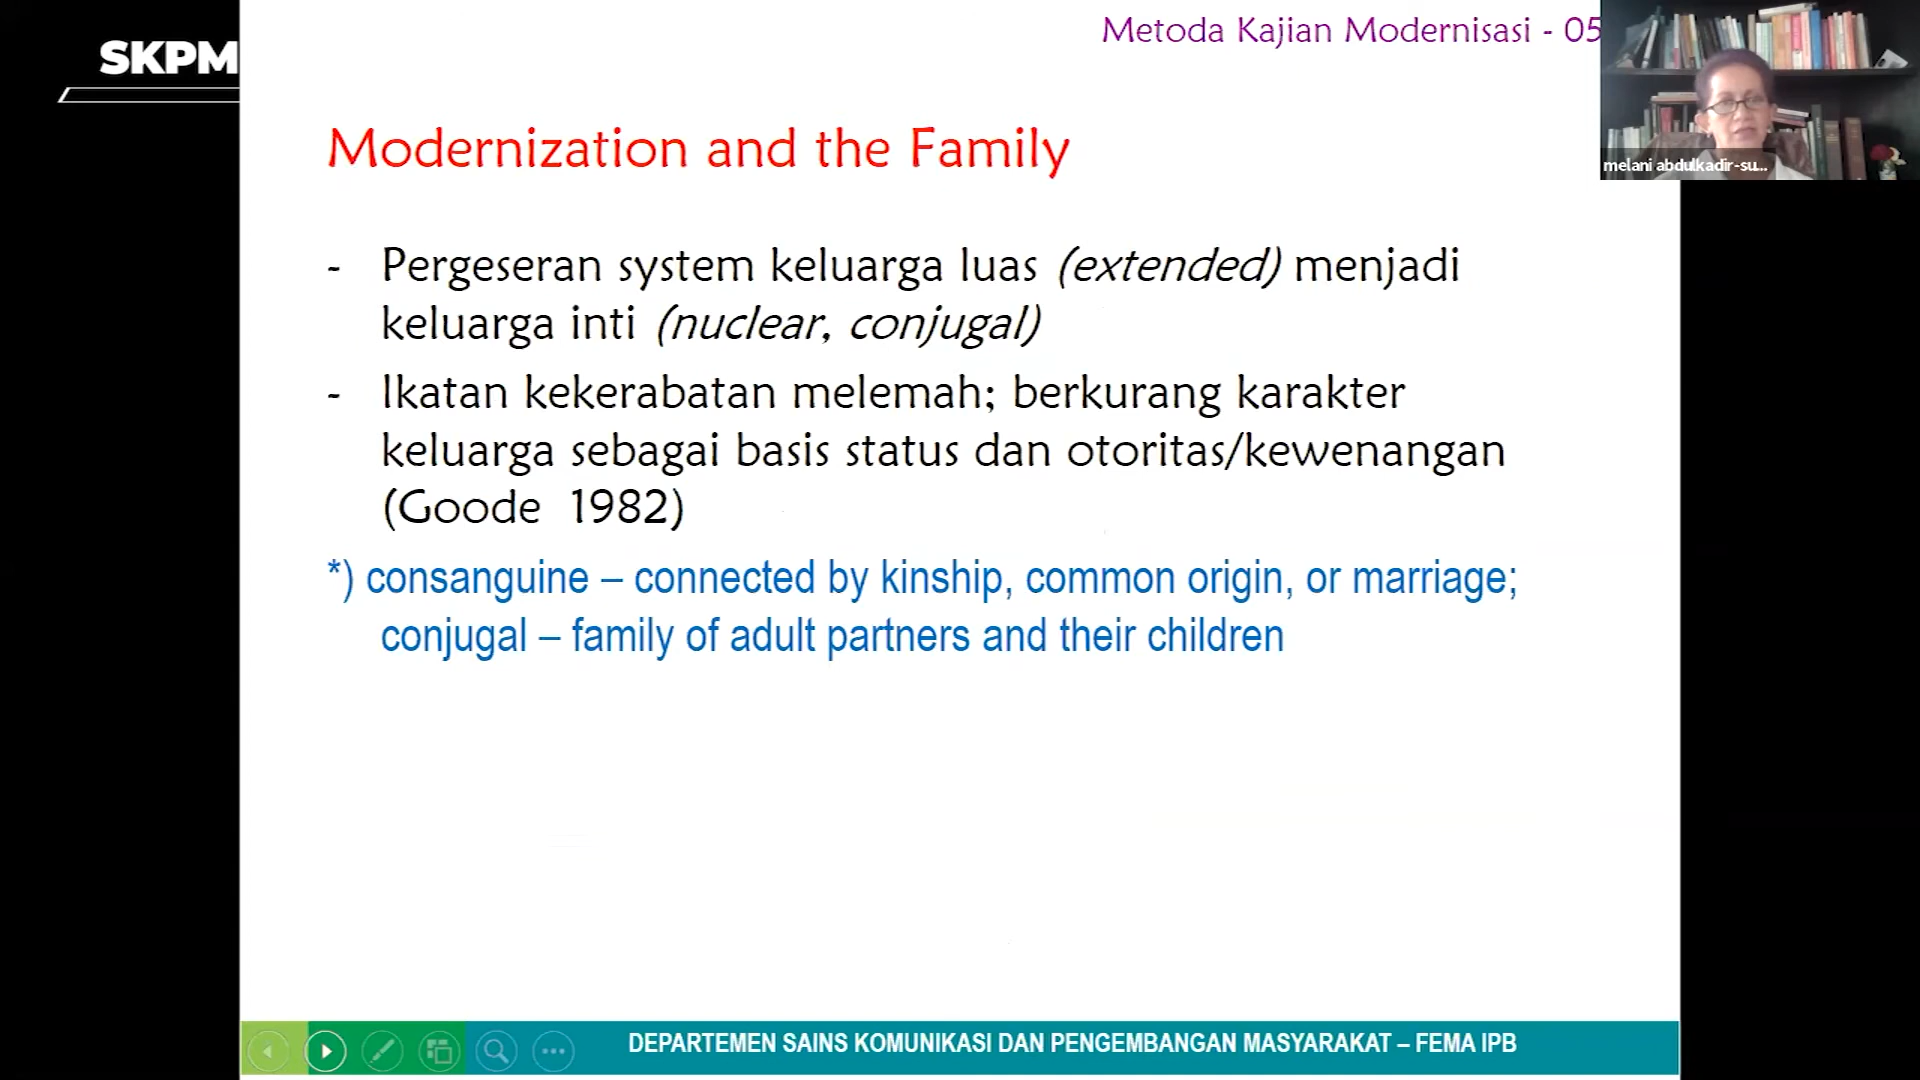 SKPM
Metoda Kajian Modernisasi - 05
melani abdulkadir-su...
Modernization and the Family
- Pergeseran system keluarga luas (extended) menjadi
keluarga inti (nuclear, conjugal)
- Ikatan kekerabatan melemah; berkurang karakter
keluarga sebagai basis status dan otoritas/kewenangan
(Goode 1982)
*) consanguine – connected by kinship, common origin, or marriage;
conjugal – family of adult partners and their children
DEPARTEMEN SAINS KOMUNIKASI DAN PENGEMBANGAN MASYARAKAT – FEMA IPB